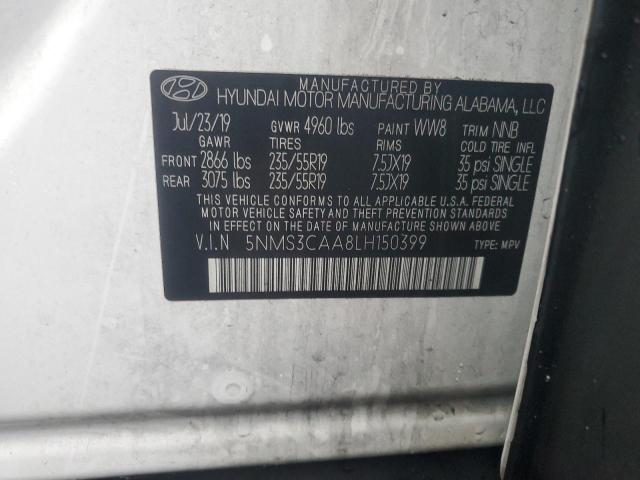 MANUFACTURED BY
HYUNDAI MOTOR MANUFACTURING ALABAMA, LLC
Jul/23/19 GVWR 4960 lbs PAINT WW8 TRIM NNB
GAWR TIRES RIMS COLD TIRE INFL
FRONT 2866 lbs 235/55R19 7.5JX19 35 psi SINGLE
REAR 3075 lbs 235/55R19 7.5JX19 35 psi SINGLE
THIS VEHICLE CONFORMS TO ALL APPLICABLE U.S.A. FEDERAL
MOTOR VEHICLE SAFETY AND THEFT PREVENTION STANDARDS IN
EFFECT ON THE DATE OF MANUFACTURE SHOWN ABOVE
V.I.N 5NMS3CAA8LH150399 TYPE: MPV